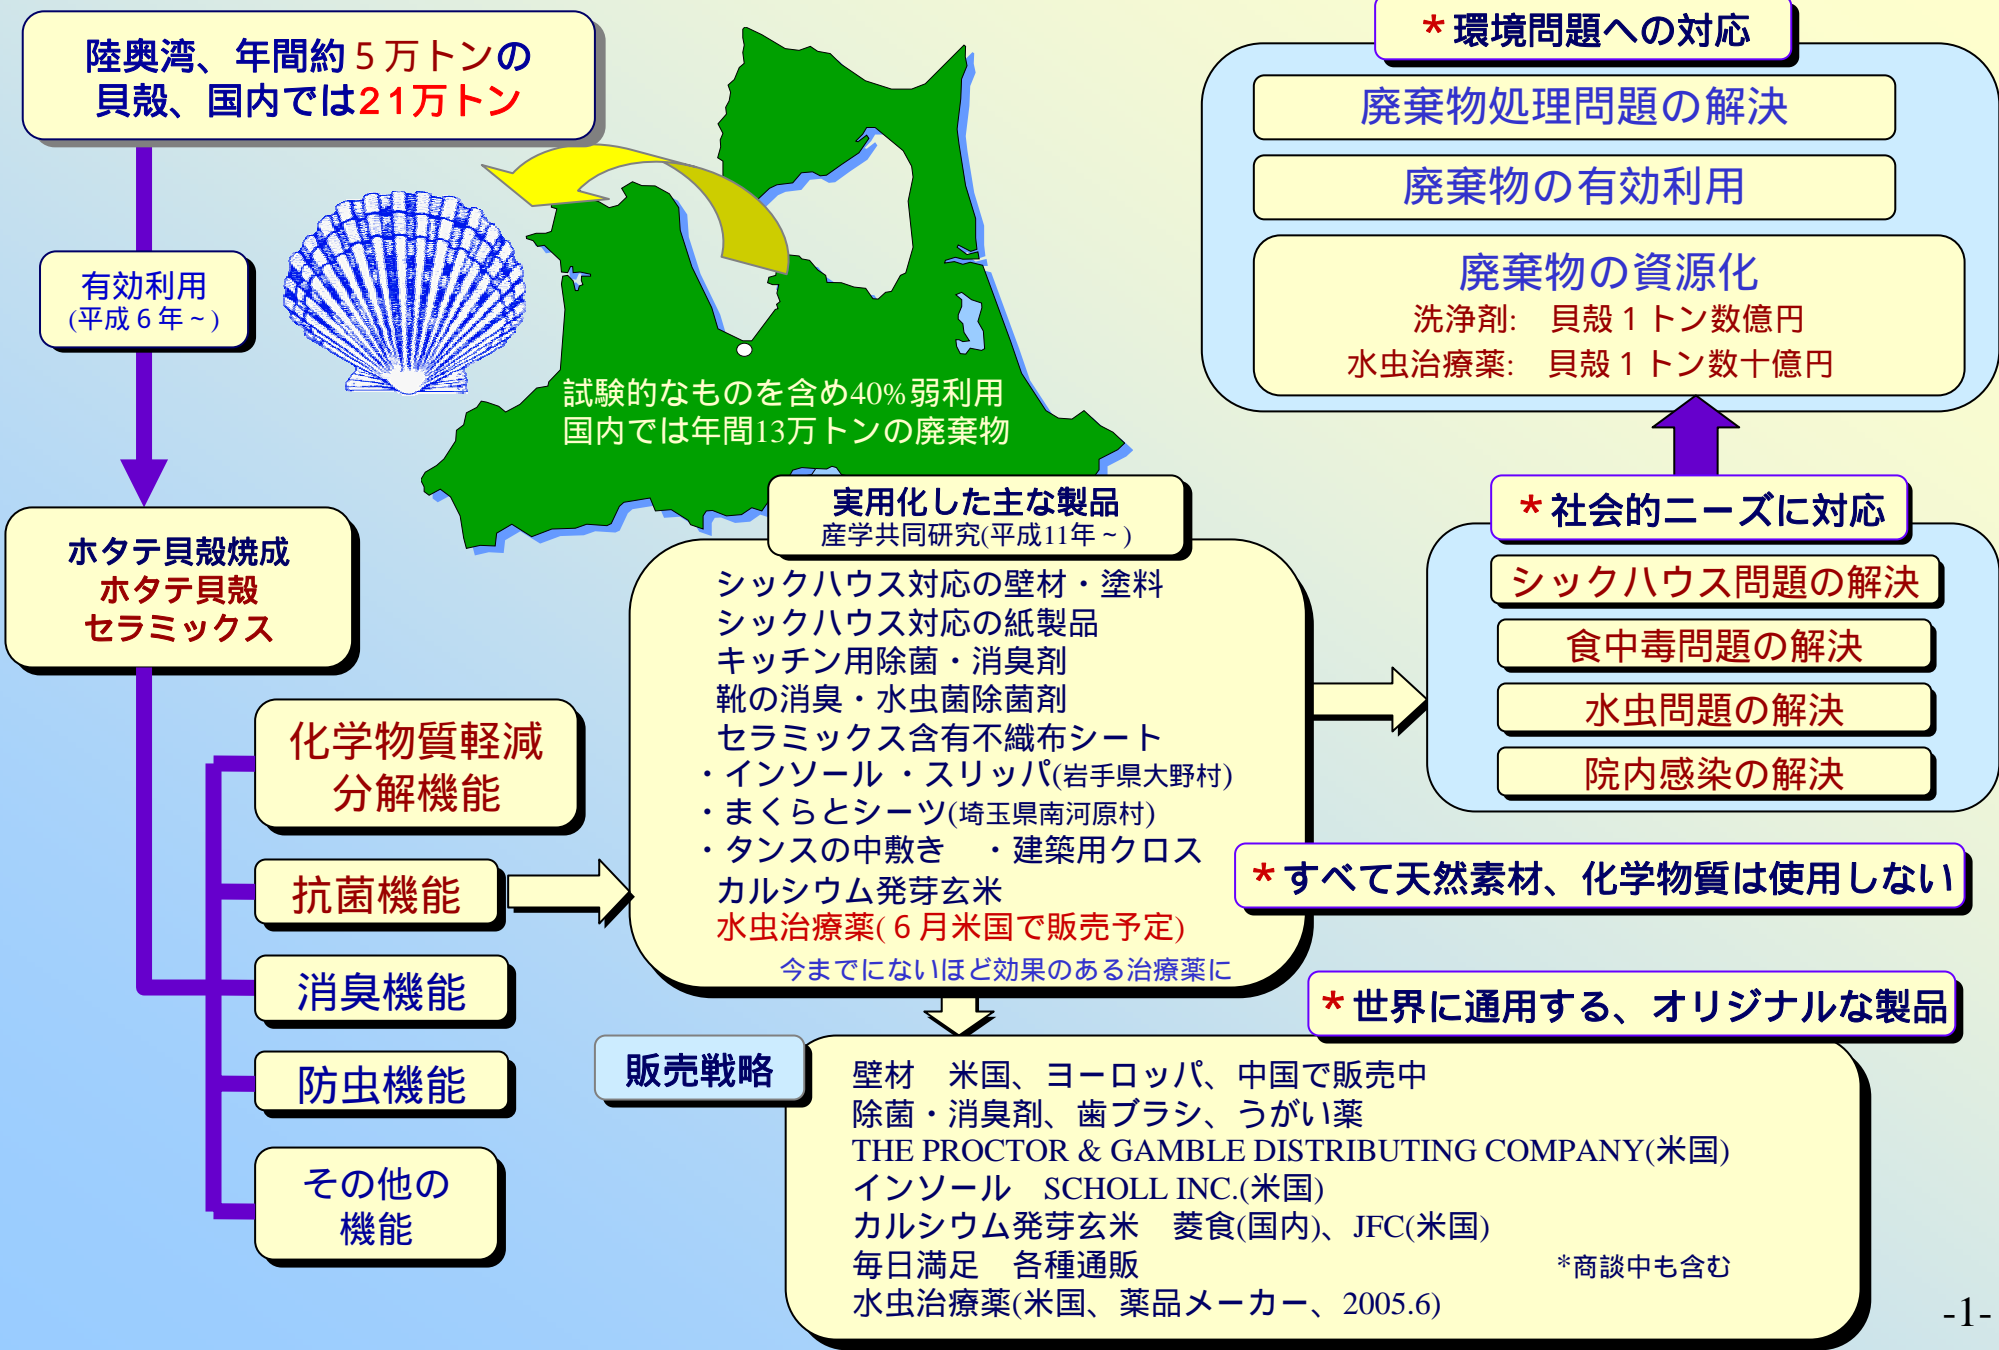 陸奥湾、年間約５万トンの
貝殻、国内では21万トン
有効利用
(平成６年~)
ホタテ貝殻焼成
ホタテ貝殻
セラミックス
化学物質軽減
分解機能
抗菌機能
消臭機能
防虫機能
その他の
機能
試験的なものを含め40%弱利用
国内では年間13万トンの廃棄物
実用化した主な製品
産学共同研究(平成11年~)
シックハウス対応の壁材・塗料
シックハウス対応の紙製品
キッチン用除菌・消臭剤
靴の消臭・水虫菌除菌剤
セラミックス含有不織布シート
・インソール ・スリッパ(岩手県大野村)
・まくらとシーツ(埼玉県南河原村)
・タンスの中敷き　・建築用クロス
カルシウム発芽玄米
水虫治療薬(６月米国で販売予定)
今までにないほど効果のある治療薬に
販売戦略
壁材　米国、ヨーロッパ、中国で販売中
除菌・消臭剤、歯ブラシ、うがい薬
THE PROCTOR & GAMBLE DISTRIBUTING COMPANY(米国)
インソール　SCHOLL INC.(米国)
カルシウム発芽玄米　菱食(国内)、JFC(米国)
毎日満足　各種通販　*商談中も含む
水虫治療薬(米国、薬品メーカー、2005.6)
*環境問題への対応
廃棄物処理問題の解決
廃棄物の有効利用
廃棄物の資源化
洗浄剤:　貝殻１トン数億円
水虫治療薬:　貝殻１トン数十億円
*社会的ニーズに対応
シックハウス問題の解決
食中毒問題の解決
水虫問題の解決
院内感染の解決
*すべて天然素材、化学物質は使用しない
*世界に通用する、オリジナルな製品
-1-